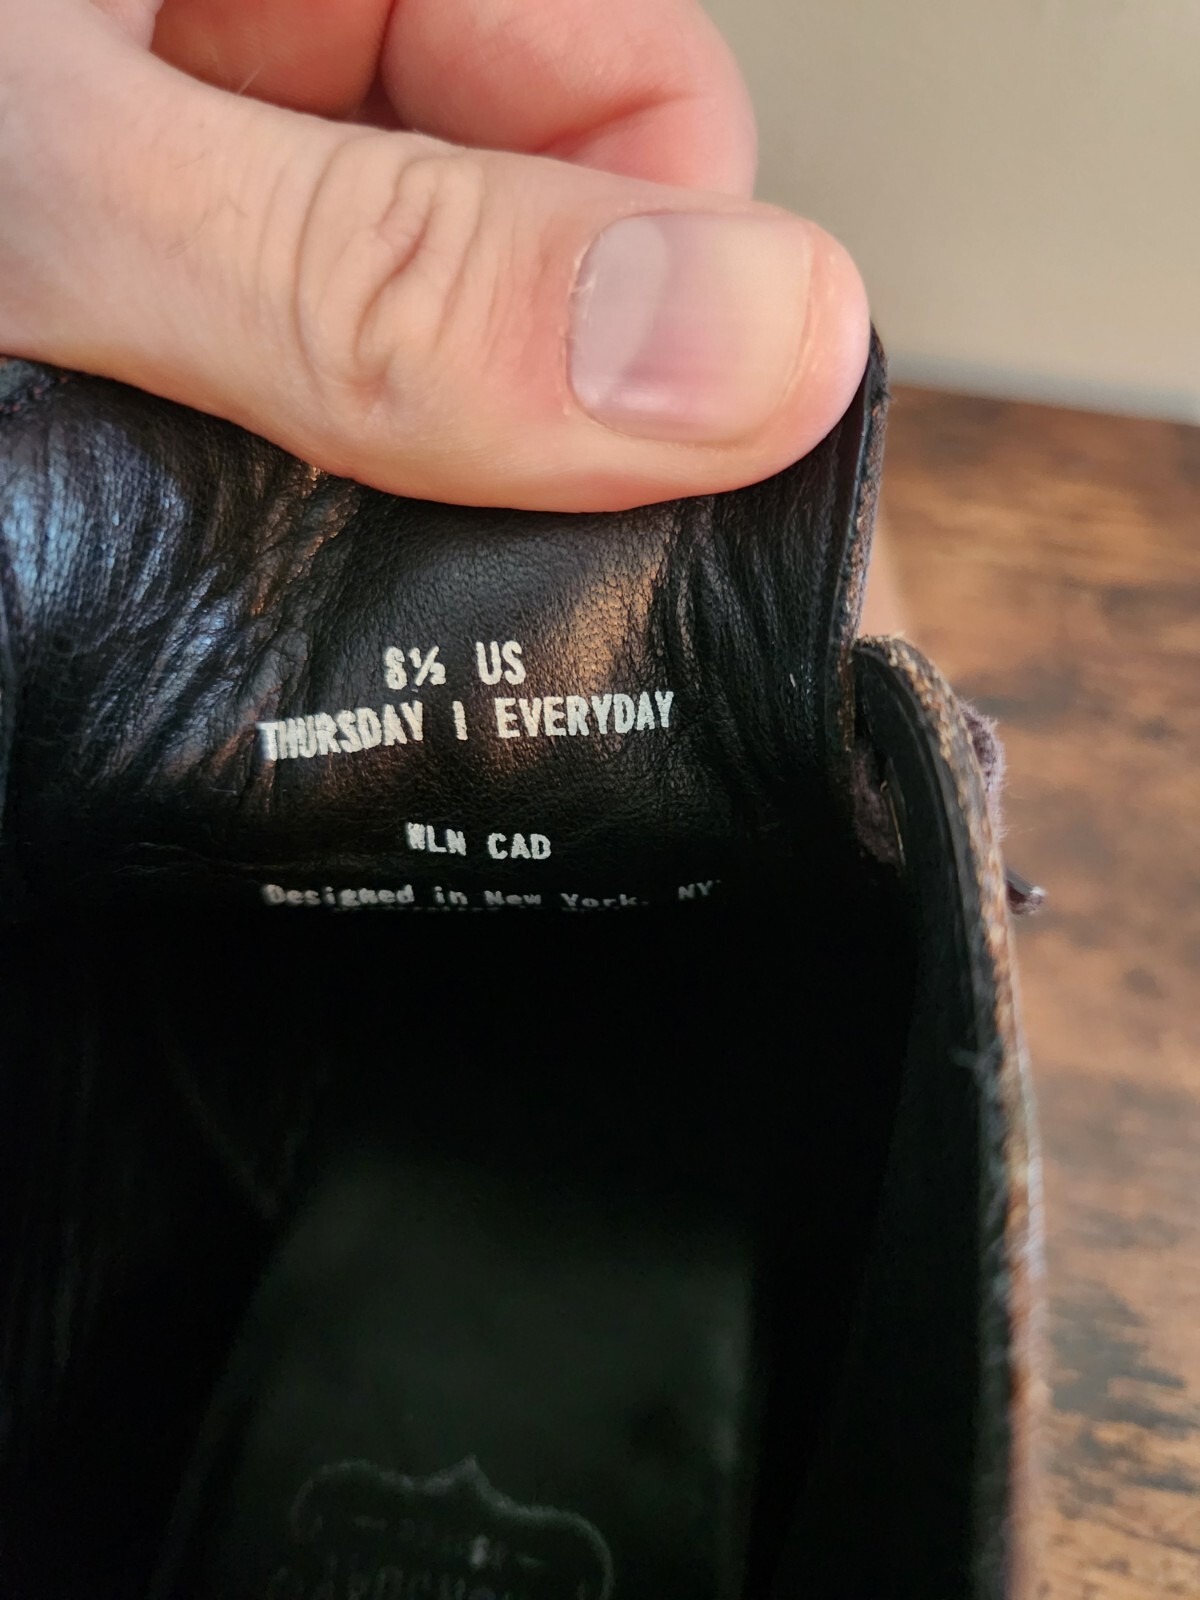 8½ US
THURSDAY | EVERYDAY
WLN CAD
Designed in New York, NY